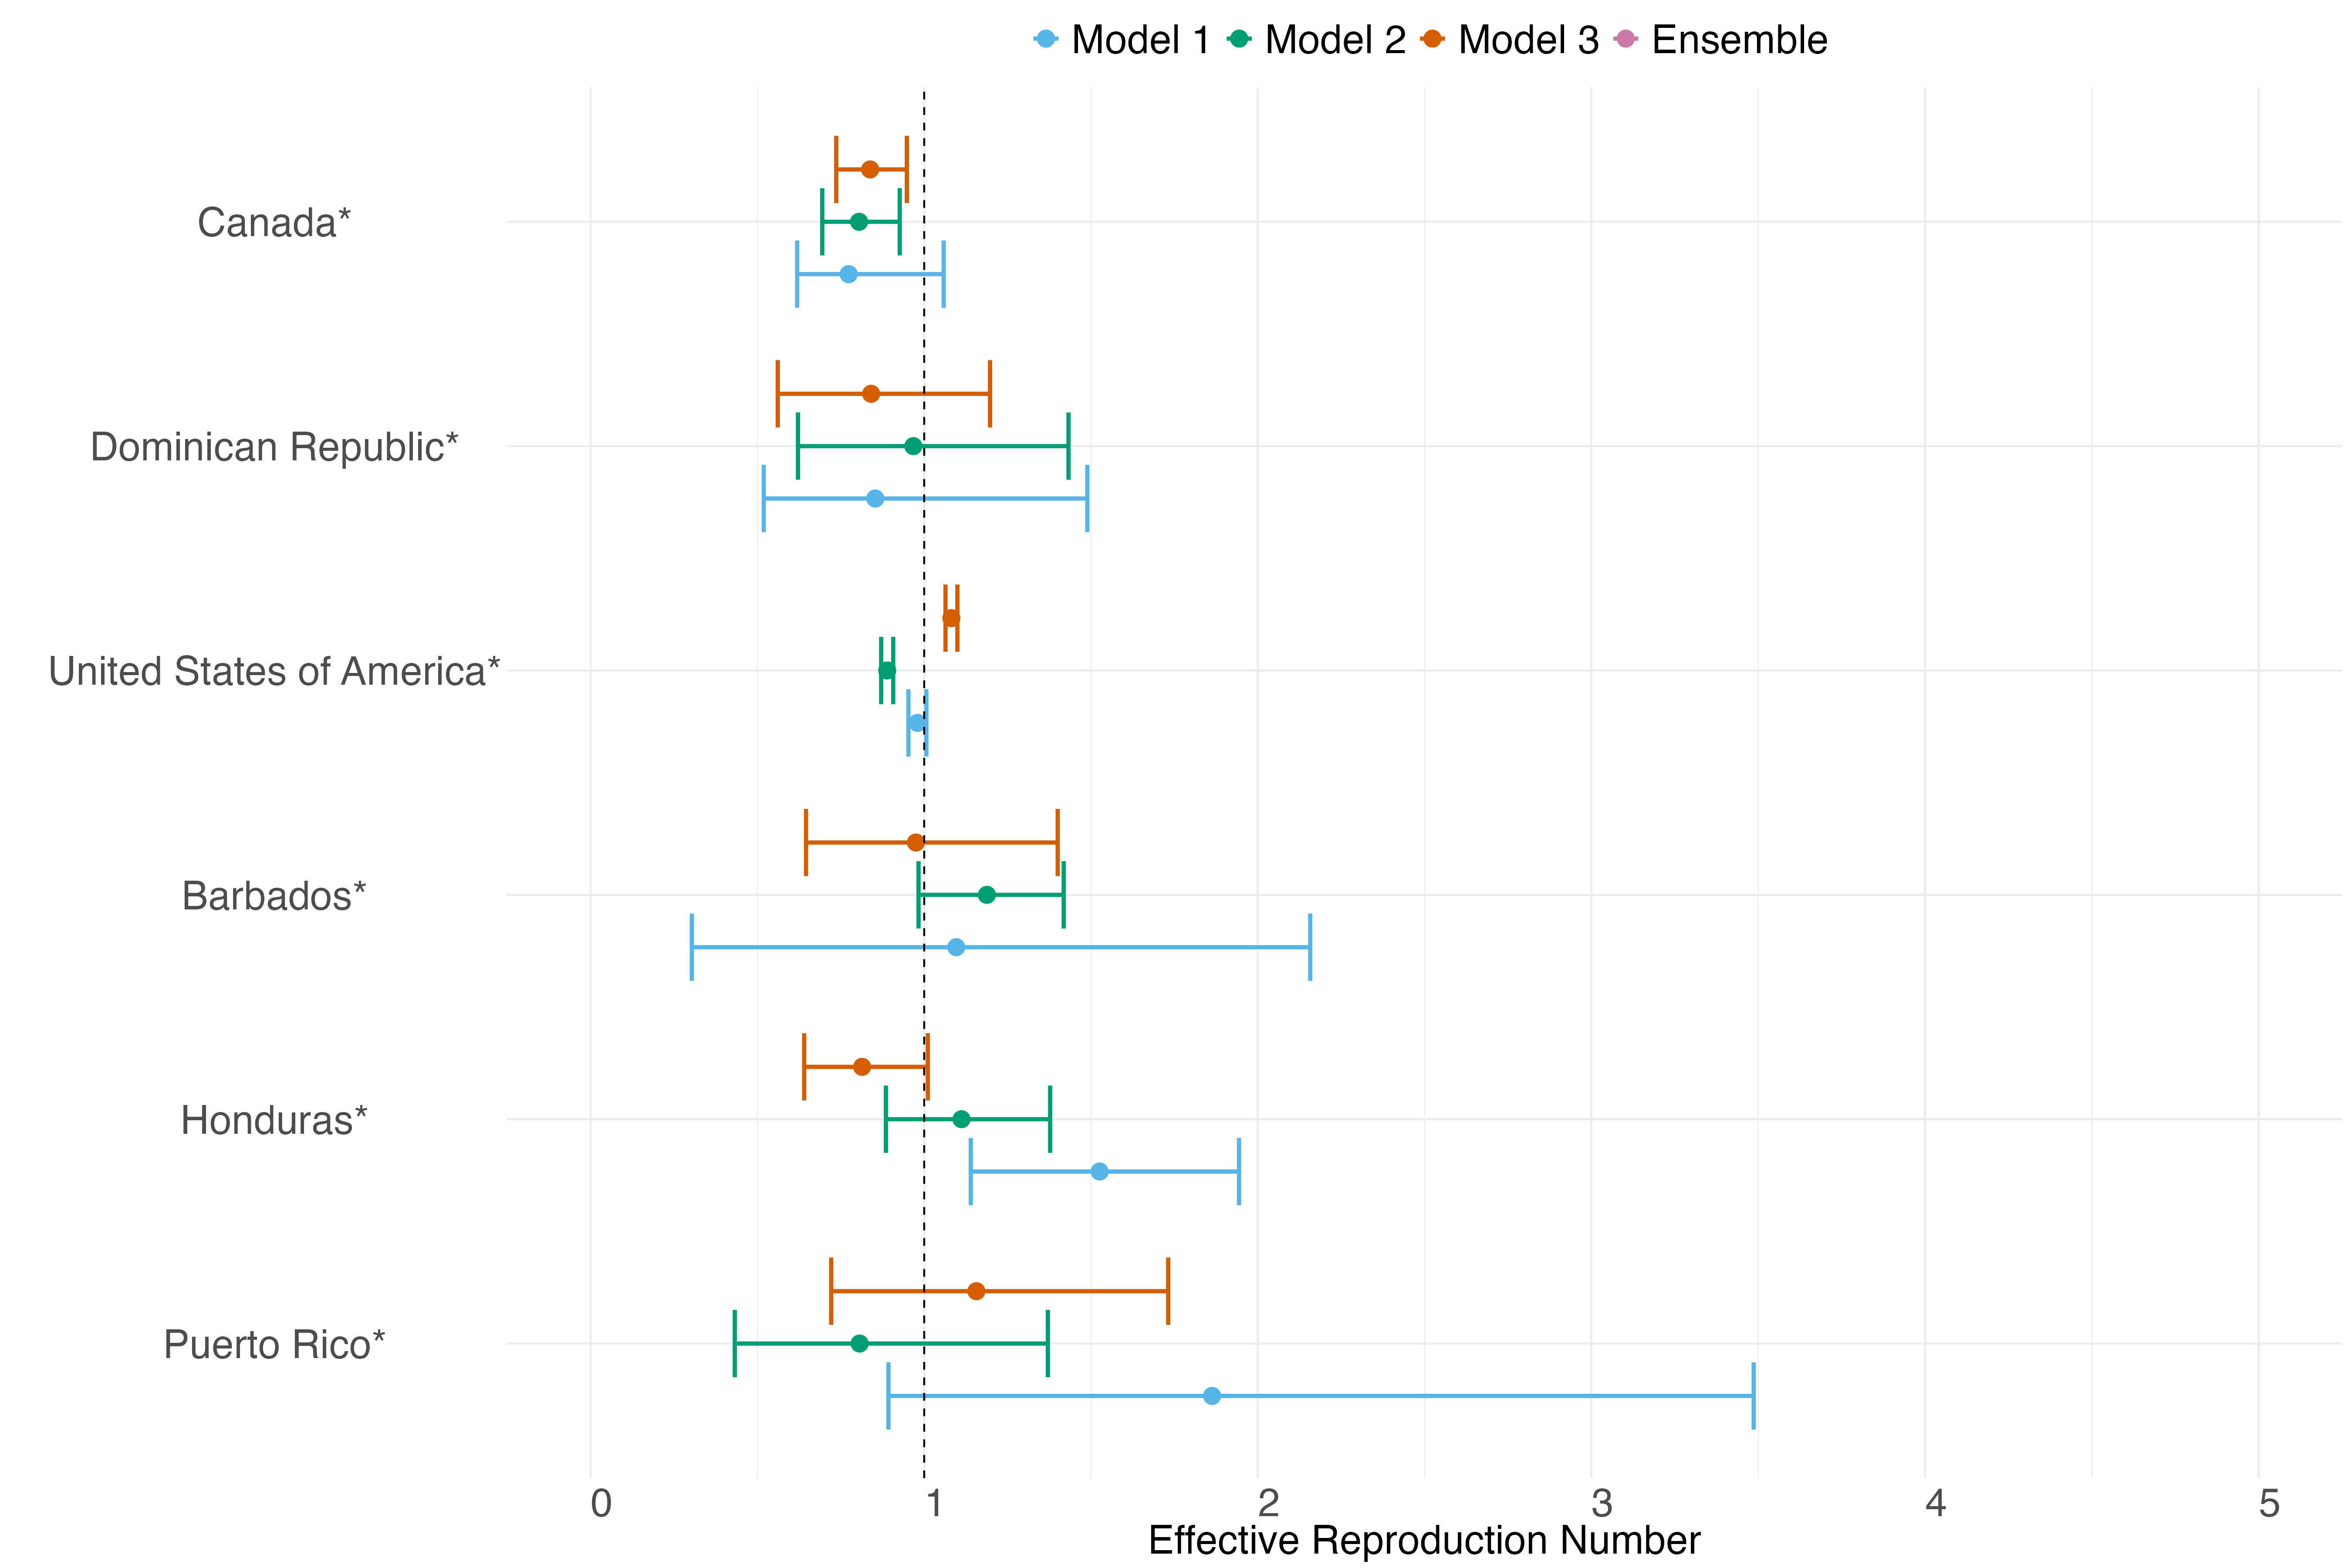 Model 1 Model 2 Model 3 Ensemble
Canada*
Dominican Republic*
United States of America*
Barbados*
Honduras*
Puerto Rico*
0 1 2 3 4 5
Effective Reproduction Number